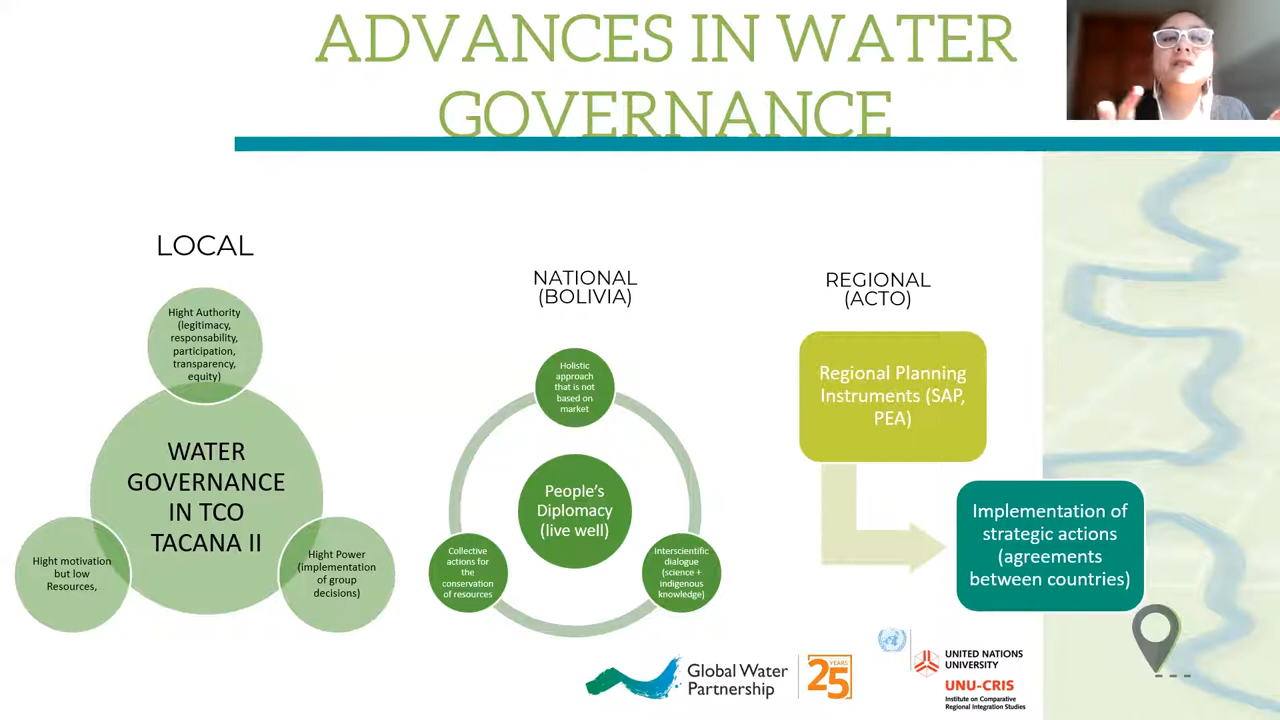 ADVANCES IN WATER
GOVERNANCE
LOCAL
Hight Authority
(legitimacy,
responsability,
participation,
transparency,
equity)
WATER
GOVERNANCE
IN TCO
TACANA II
Hight motivation
but low
Resources,
Hight Power
(implementation
of group
decisions)
NATIONAL
(BOLIVIA)
Holistic
approach
that is not
based on
market
People's
Diplomacy
(live well)
Collective
actions for
the
conservation
of resources
Interscientific
dialogue
(science +
indigenous
knowledge)
REGIONAL
(ACTO)
Regional Planning
Instruments (SAP,
PEA)
Implementation of
strategic actions
(agreements
between countries)
Global Water
Partnership
25 YEARS
UNITED NATIONS
UNIVERSITY
UNU-CRIS
Institute on Comparative
Regional Integration Studies